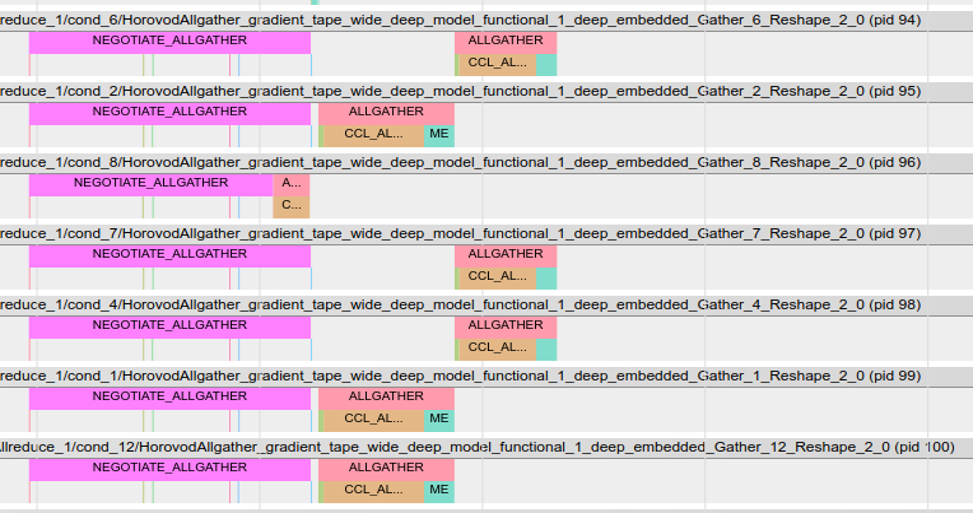 reduce_1/cond_6/HorovodAllgather_gradient_tape_wide_deep_model_functional_1_deep_embedded_Gather_6_Reshape_2_0 (pid 94)
NEGOTIATE_ALLGATHER ALLGATHER
CCL_AL...
reduce_1/cond_2/HorovodAllgather_gradient_tape_wide_deep_model_functional_1_deep_embedded_Gather_2_Reshape_2_0 (pid 95)
NEGOTIATE_ALLGATHER ALLGATHER
CCL_AL... ME
reduce_1/cond_8/HorovodAllgather_gradient_tape_wide_deep_model_functional_1_deep_embedded_Gather_8_Reshape_2_0 (pid 96)
NEGOTIATE_ALLGATHER A...
C...
reduce_1/cond_7/HorovodAllgather_gradient_tape_wide_deep_model_functional_1_deep_embedded_Gather_7_Reshape_2_0 (pid 97)
NEGOTIATE_ALLGATHER ALLGATHER
CCL_AL...
reduce_1/cond_4/HorovodAllgather_gradient_tape_wide_deep_model_functional_1_deep_embedded_Gather_4_Reshape_2_0 (pid 98)
NEGOTIATE_ALLGATHER ALLGATHER
CCL_AL...
reduce_1/cond_1/HorovodAllgather_gradient_tape_wide_deep_model_functional_1_deep_embedded_Gather_1_Reshape_2_0 (pid 99)
NEGOTIATE_ALLGATHER ALLGATHER
CCL_AL... ME
llreduce_1/cond_12/HorovodAllgather_gradient_tape_wide_deep_model_functional_1_deep_embedded_Gather_12_Reshape_2_0 (pid 100)
NEGOTIATE_ALLGATHER ALLGATHER
CCL_AL... ME